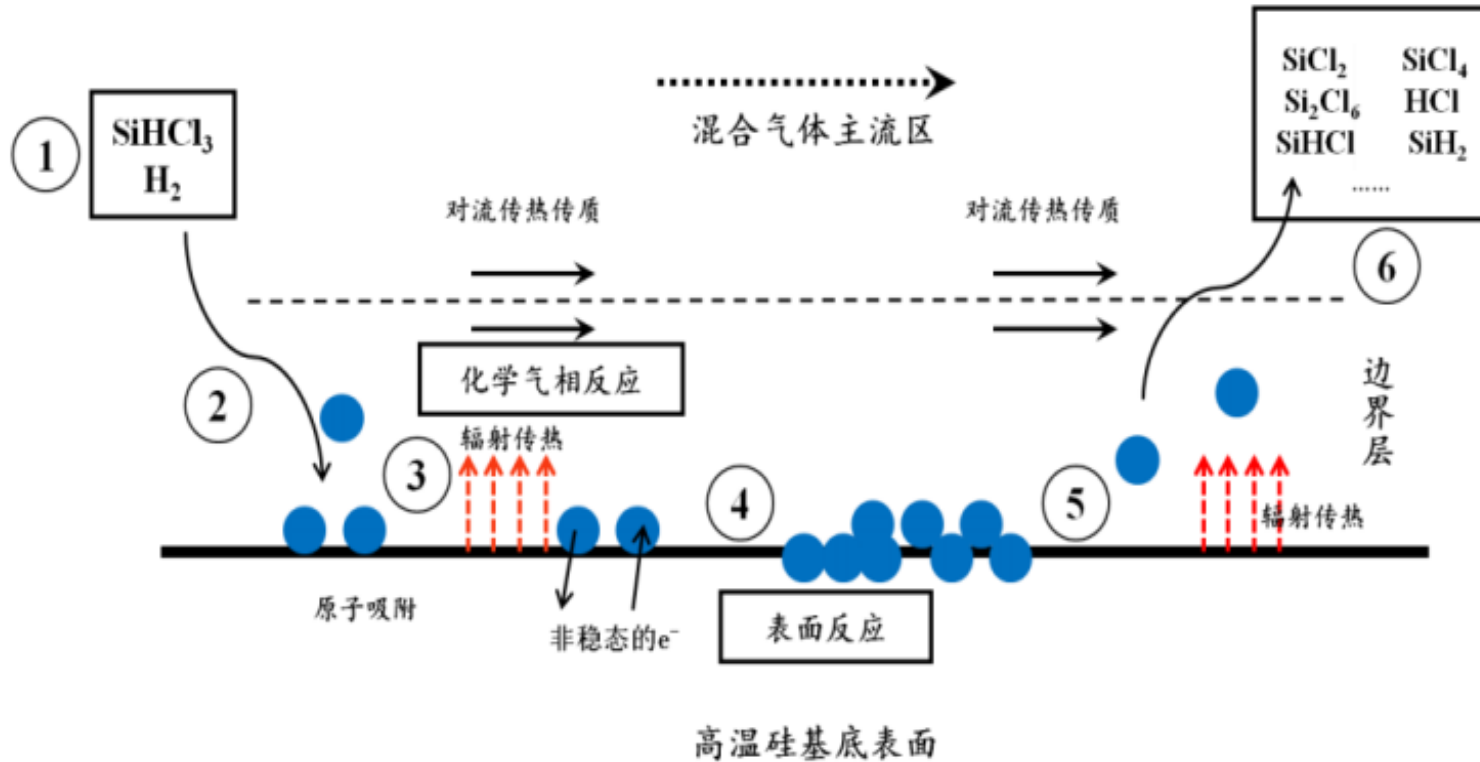 ①
SiHCl₃
H₂
混合气体主流区
SiCl₂ SiCl₄
Si₂Cl₆ HCl
SiHCl SiH₂
......
⑥
对流传热传质
对流传热传质
②
化学气相反应
边界层
③
辐射传热
④
⑤
辐射传热
原子吸附
非稳态的e⁻
表面反应
高温硅基底表面